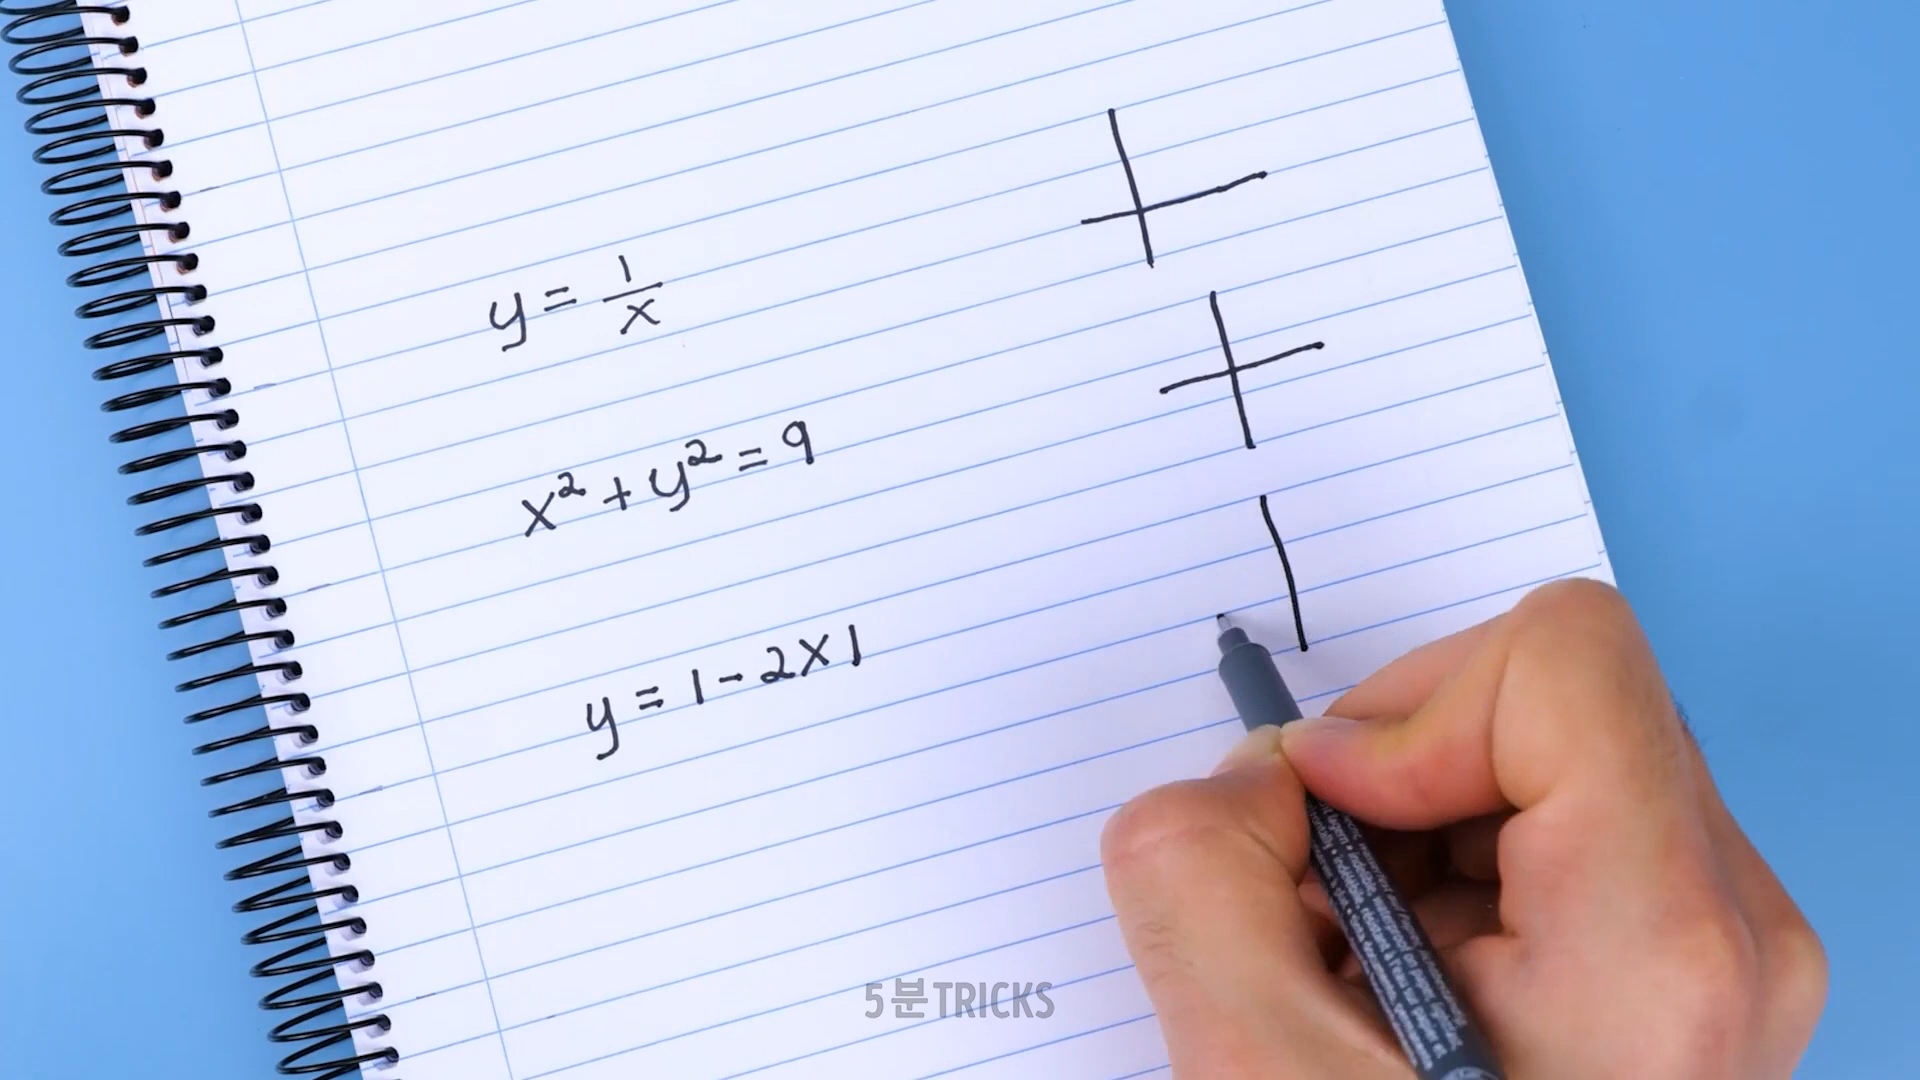 y = 1/x
x² + y² = 9
y = 1 - 2x1
5분TRICKS